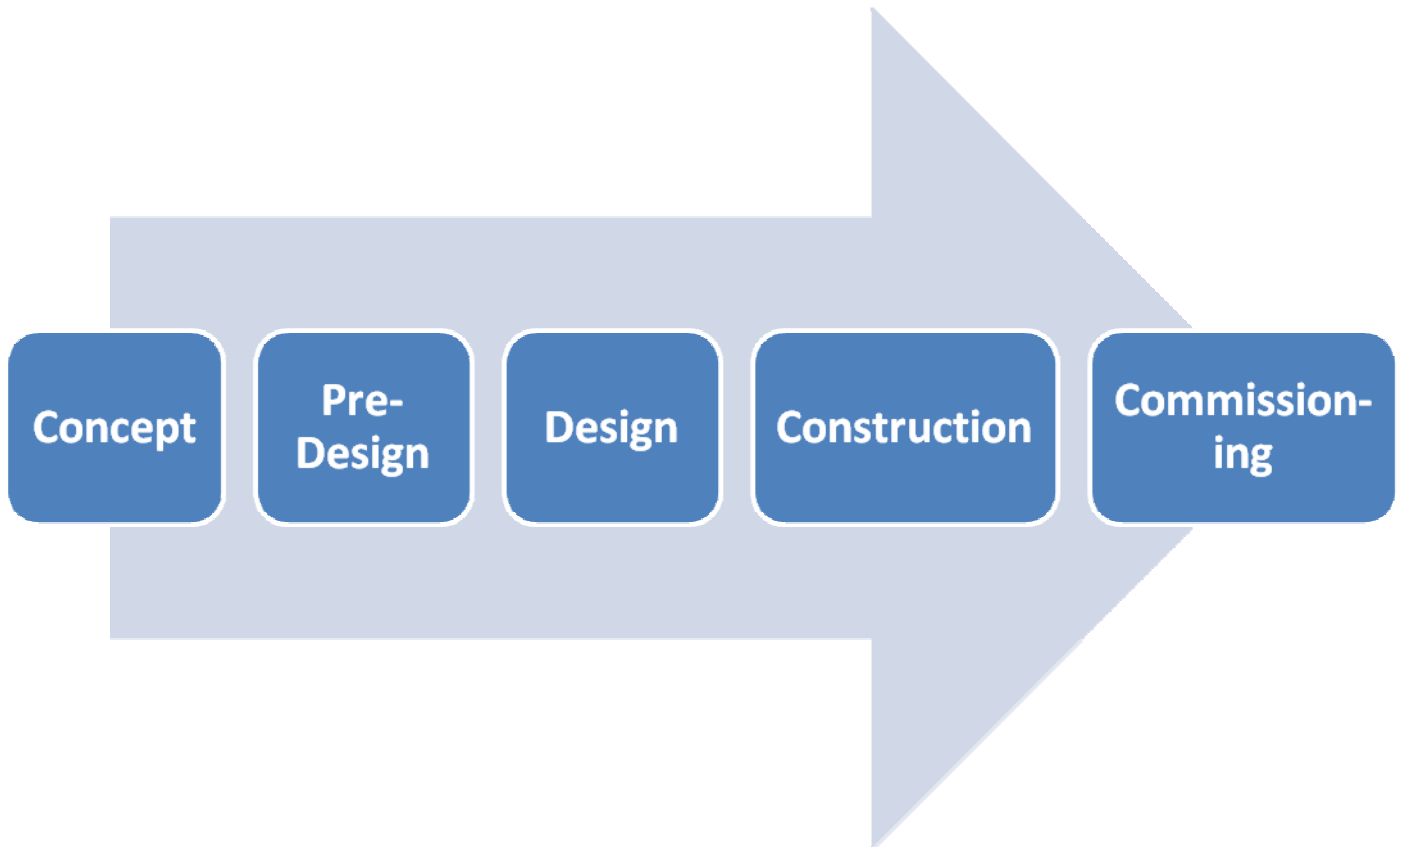 Concept
Pre-
Design
Design
Construction
Commission-
ing